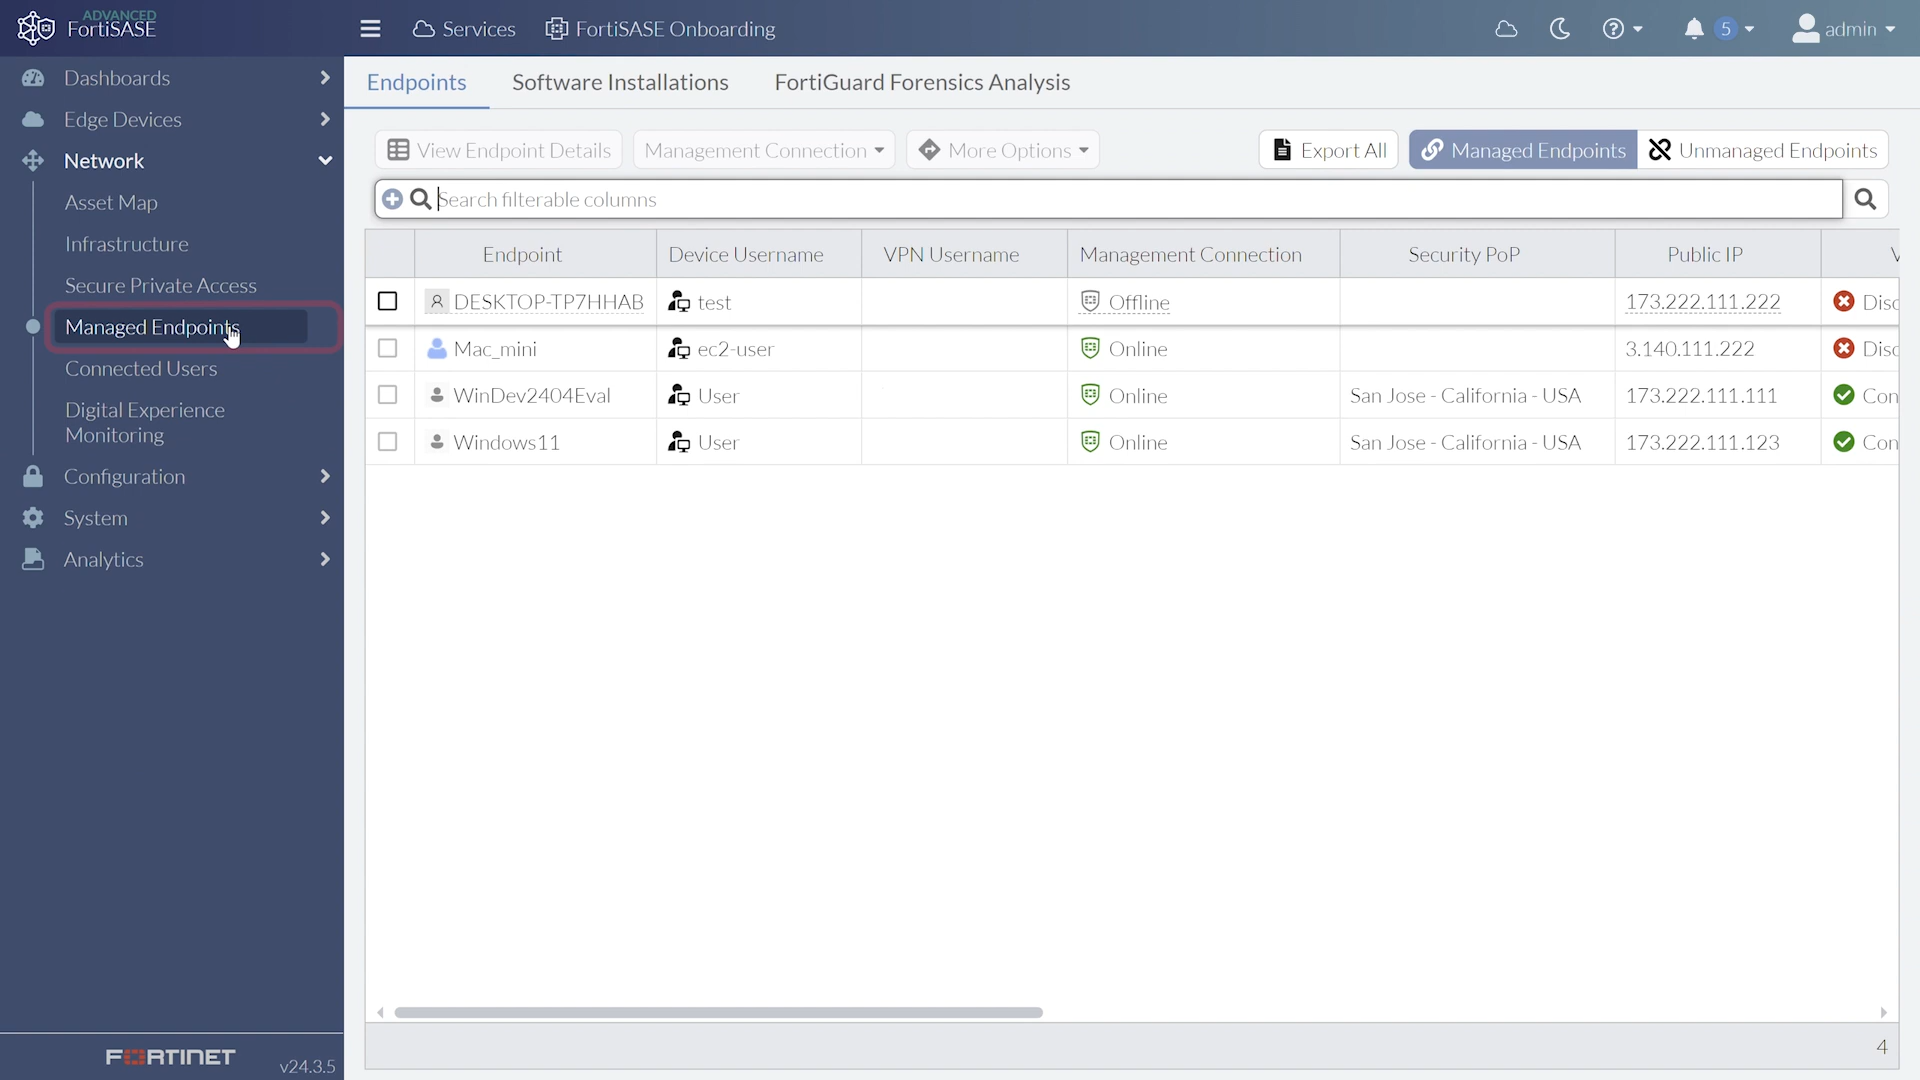 ADVANCED
FortiSASE
Services
FortiSASE Onboarding
5
admin
Dashboards
Edge Devices
Network
Asset Map
Infrastructure
Secure Private Access
Managed Endpoints
Connected Users
Digital Experience
Monitoring
Configuration
System
Analytics
FORTINET
v24.3.5
Endpoints
Software Installations
FortiGuard Forensics Analysis
View Endpoint Details
Management Connection
More Options
Export All
Managed Endpoints
Unmanaged Endpoints
Search filterable columns
Endpoint Device Username VPN Username Management Connection Security PoP Public IP V
DESKTOP-TP7HHAB test Offline 173.222.111.222 Disc
Mac_mini ec2-user Online 3.140.111.222 Disc
WinDev2404Eval User Online San Jose - California - USA 173.222.111.111 Con
Windows11 User Online San Jose - California - USA 173.222.111.123 Con
4